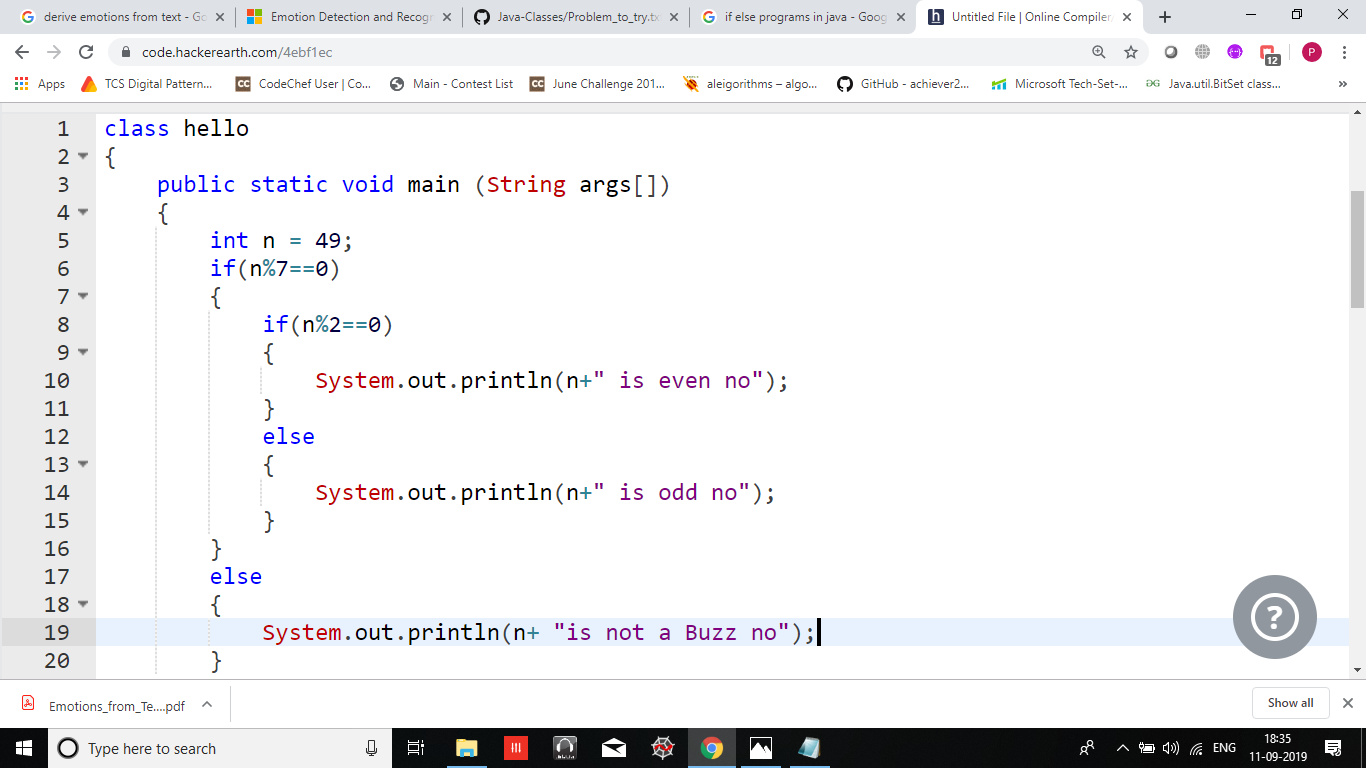 derive emotions from text - Go
Emotion Detection and Recogn
Java-Classes/Problem_to_try.tx
if else programs in java - Goog
Untitled File | Online Compiler
code.hackerearth.com/4ebf1ec
12
P
Apps
TCS Digital Pattern...
CC CodeChef User | Co...
Main - Contest List
CC June Challenge 201...
aleigorithms – algo...
GitHub - achiever2...
Microsoft Tech-Set-...
Java.util.BitSet class...
»
1 class hello
2 {
3 public static void main (String args[])
4 {
5 int n = 49;
6 if(n%7==0)
7 {
8 if(n%2==0)
9 {
10 System.out.println(n+" is even no");
11 }
12 else
13 {
14 System.out.println(n+" is odd no");
15 }
16 }
17 else
18 {
19 System.out.println(n+ "is not a Buzz no");
20 }
?
Emotions_from_Te....pdf
Show all
Type here to search
ENG
18:35
11-09-2019